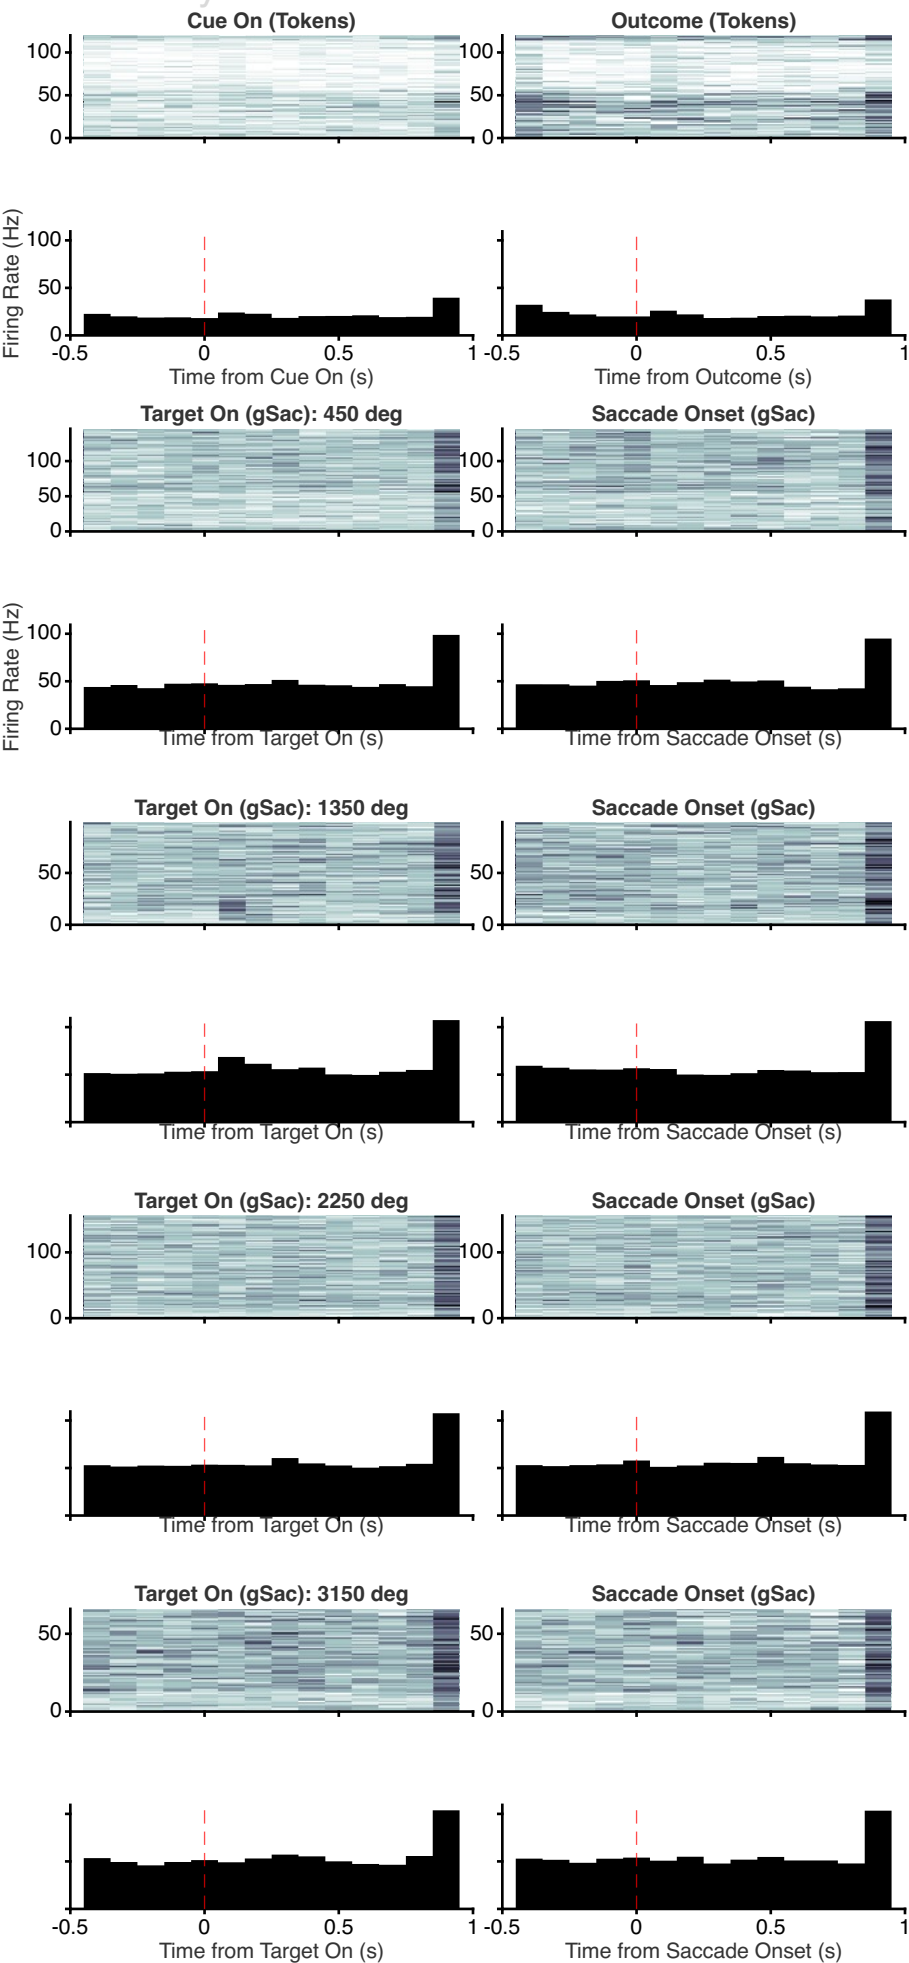 Cue On (Tokens) Outcome (Tokens)
100 100
50 50
0 0
Firing Rate (Hz)
100
50
0
-0.5 0 0.5 1 -0.5 0 0.5 1
Time from Cue On (s) Time from Outcome (s)
Target On (gSac): 450 deg Saccade Onset (gSac)
100 100
50 50
0 0
Firing Rate (Hz)
100
50
0
Time from Target On (s) Time from Saccade Onset (s)
Target On (gSac): 1350 deg Saccade Onset (gSac)
50 50
0 0
Time from Target On (s) Time from Saccade Onset (s)
Target On (gSac): 2250 deg Saccade Onset (gSac)
100 100
0 0
Time from Target On (s) Time from Saccade Onset (s)
Target On (gSac): 3150 deg Saccade Onset (gSac)
50 50
0 0
-0.5 0 0.5 1 -0.5 0 0.5 1
Time from Target On (s) Time from Saccade Onset (s)